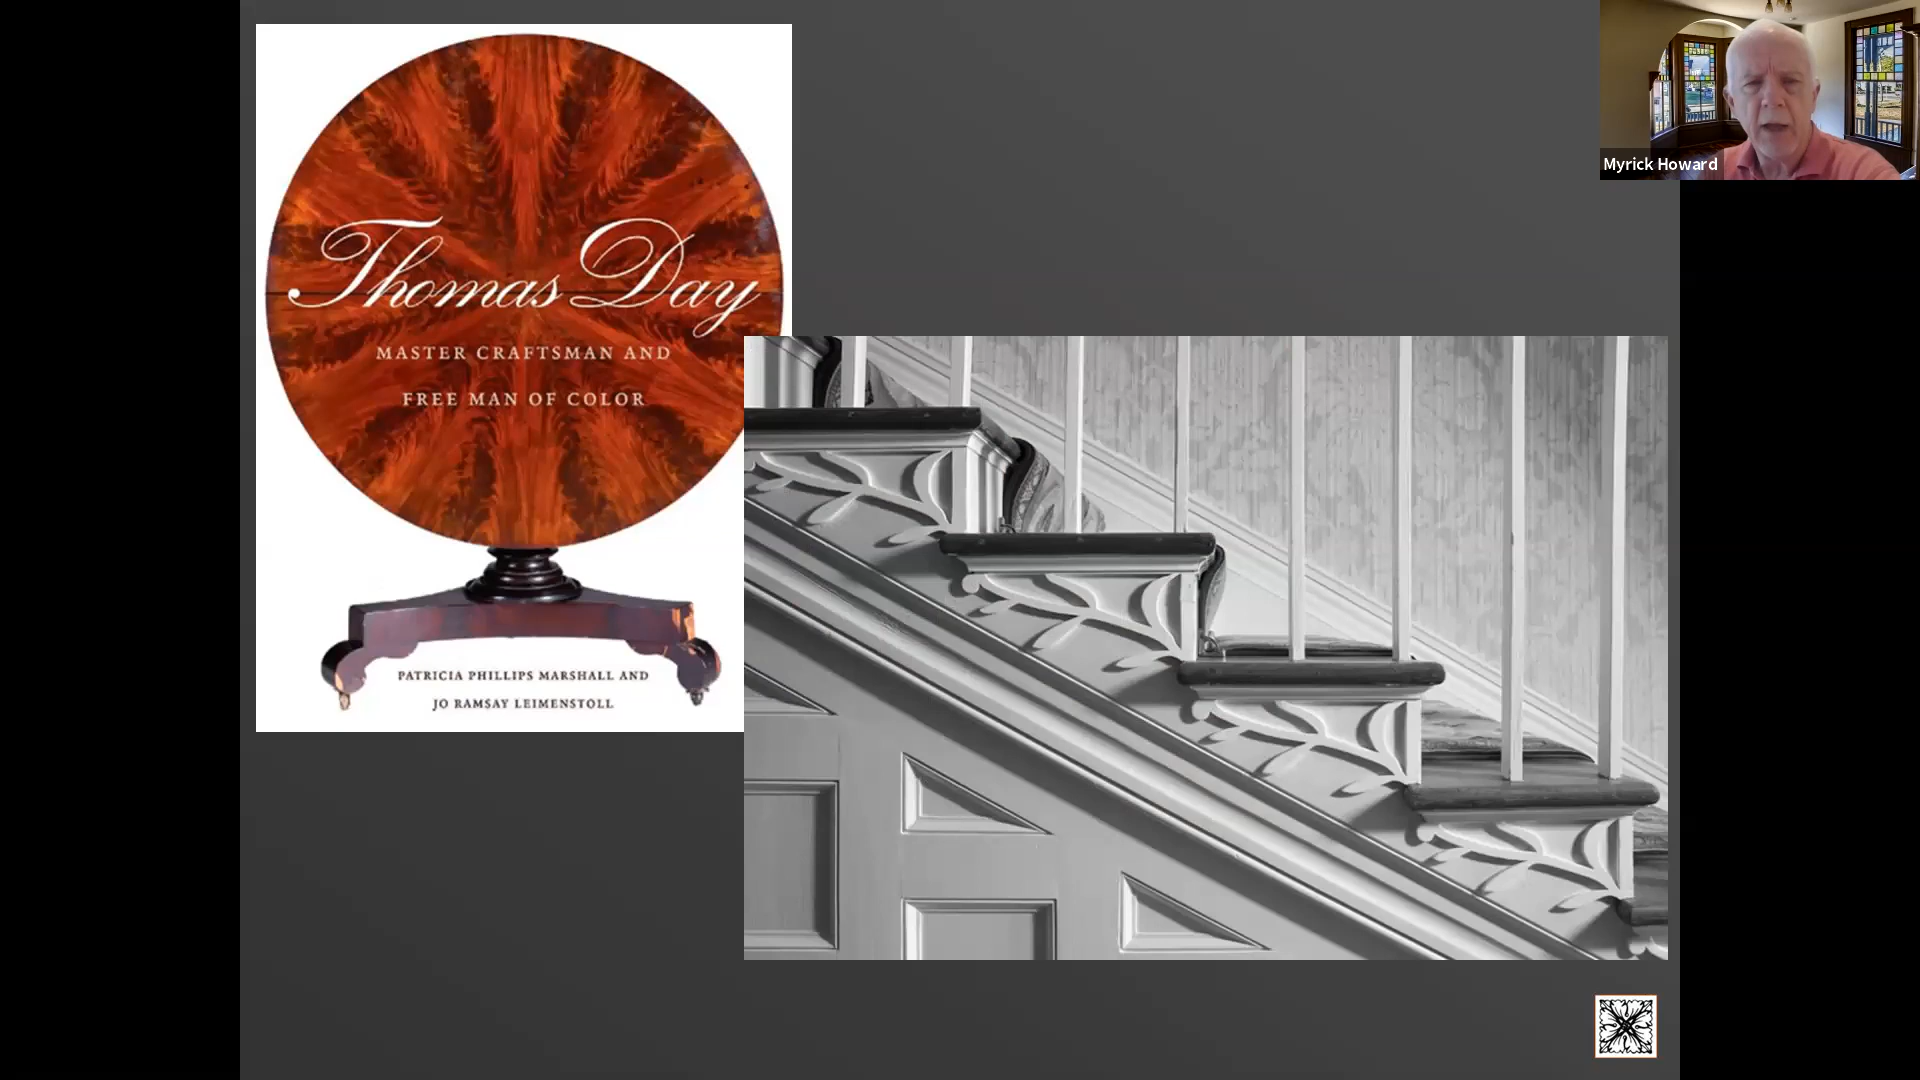 Thomas Day
MASTER CRAFTSMAN AND
FREE MAN OF COLOR
PATRICIA PHILLIPS MARSHALL AND
JO RAMSAY LEIMENSTOLL
Myrick Howard